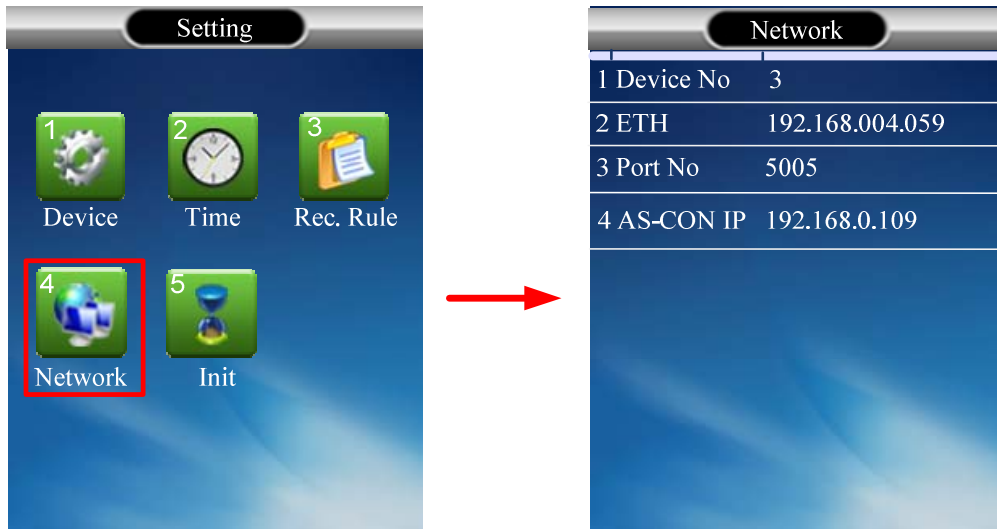 Setting
1 2 3
Device Time Rec. Rule
4 5
Network Init
Network
1 Device No 3
2 ETH 192.168.004.059
3 Port No 5005
4 AS-CON IP 192.168.0.109